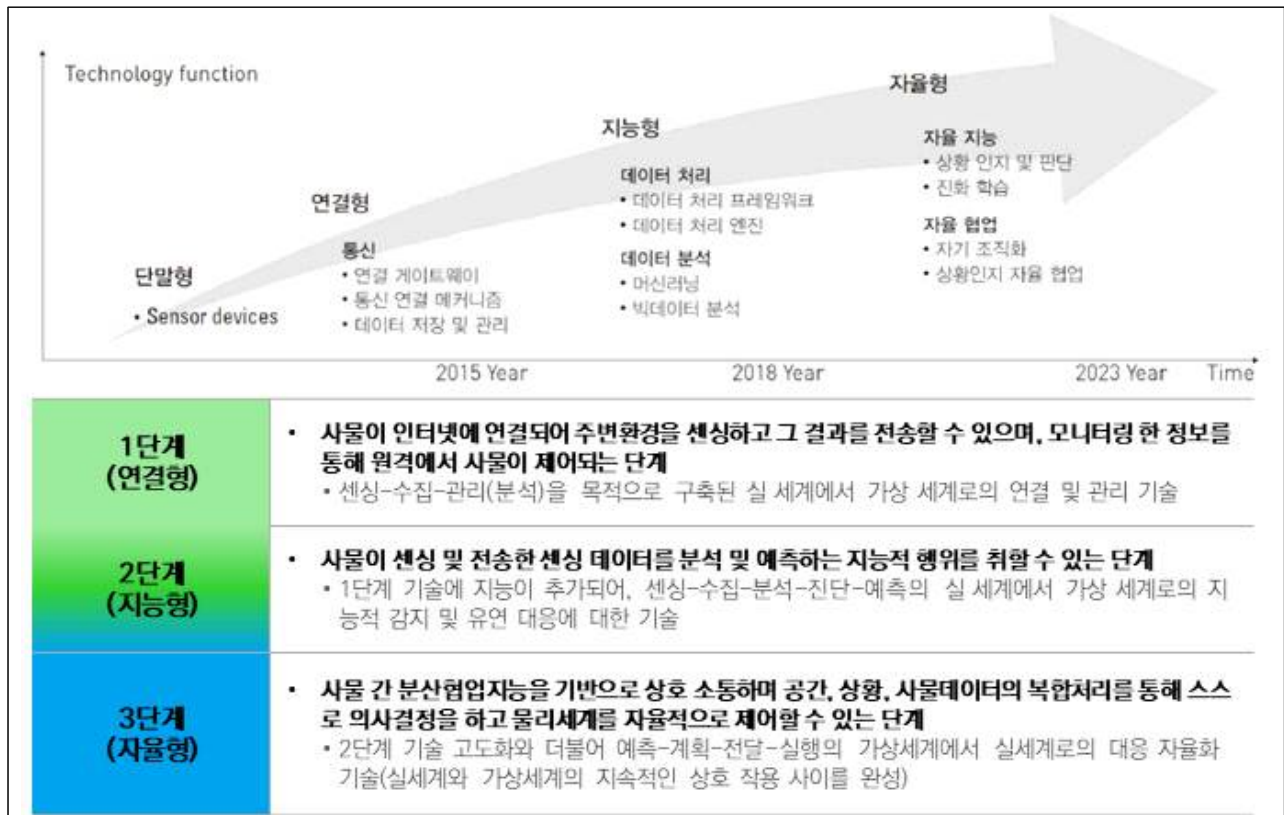 Technology function
단말형
• Sensor devices
연결형
통신
• 연결 게이트웨이
• 통신 연결 메커니즘
• 데이터 저장 및 관리
지능형
데이터 처리
• 데이터 처리 프레임워크
• 데이터 처리 엔진
데이터 분석
• 머신러닝
• 빅데이터 분석
자율형
자율 지능
• 상황 인지 및 판단
• 진화 학습
자율 협업
• 자기 조직화
• 상황인지 자율 협업
2015 Year
2018 Year
2023 Year
Time
1단계
(연결형)
• 사물이 인터넷에 연결되어 주변환경을 센싱하고 그 결과를 전송할 수 있으며, 모니터링 한 정보를
통해 원격에서 사물이 제어되는 단계
▪ 센싱-수집-관리(분석)을 목적으로 구축된 실 세계에서 가상 세계로의 연결 및 관리 기술
2단계
(지능형)
• 사물이 센싱 및 전송한 센싱 데이터를 분석 및 예측하는 지능적 행위를 취할 수 있는 단계
▪ 1단계 기술에 지능이 추가되어, 센싱-수집-분석-진단-예측의 실 세계에서 가상 세계로의 지
능적 감지 및 유연 대응에 대한 기술
3단계
(자율형)
• 사물 간 분산협업지능을 기반으로 상호 소통하며 공간, 상황, 사물데이터의 복합처리를 통해 스스
로 의사결정을 하고 물리세계를 자율적으로 제어할 수 있는 단계
▪ 2단계 기술 고도화와 더불어 예측-계획-전달-실행의 가상세계에서 실세계로의 대응 자율화
기술(실세계와 가상세계의 지속적인 상호 작용 사이를 완성)